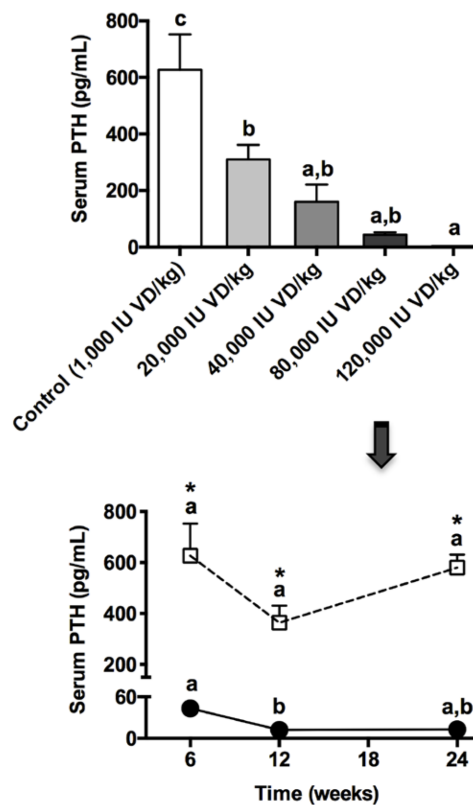 800
600
400
200
0
Serum PTH (pg/mL)
c
b
a,b
a,b
a
Control (1,000 IU VD/kg)
20,000 IU VD/kg
40,000 IU VD/kg
80,000 IU VD/kg
120,000 IU VD/kg
800
600
400
200
60
0
Serum PTH (pg/mL)
*
a
*
a
*
a
a
b
a,b
6
12
18
24
Time (weeks)